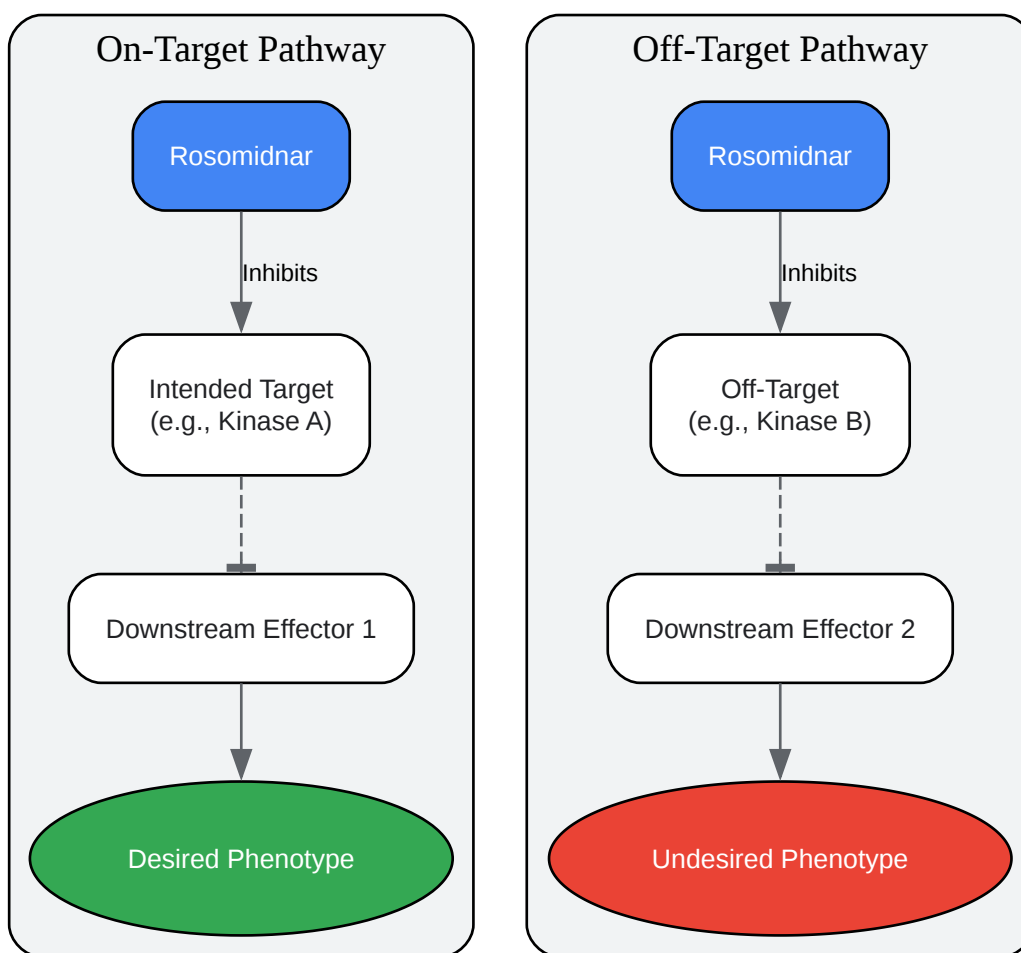 On-Target Pathway
Rosomidnar
Inhibits
Intended Target
(e.g., Kinase A)
Downstream Effector 1
Desired Phenotype
Off-Target Pathway
Rosomidnar
Inhibits
Off-Target
(e.g., Kinase B)
Downstream Effector 2
Undesired Phenotype